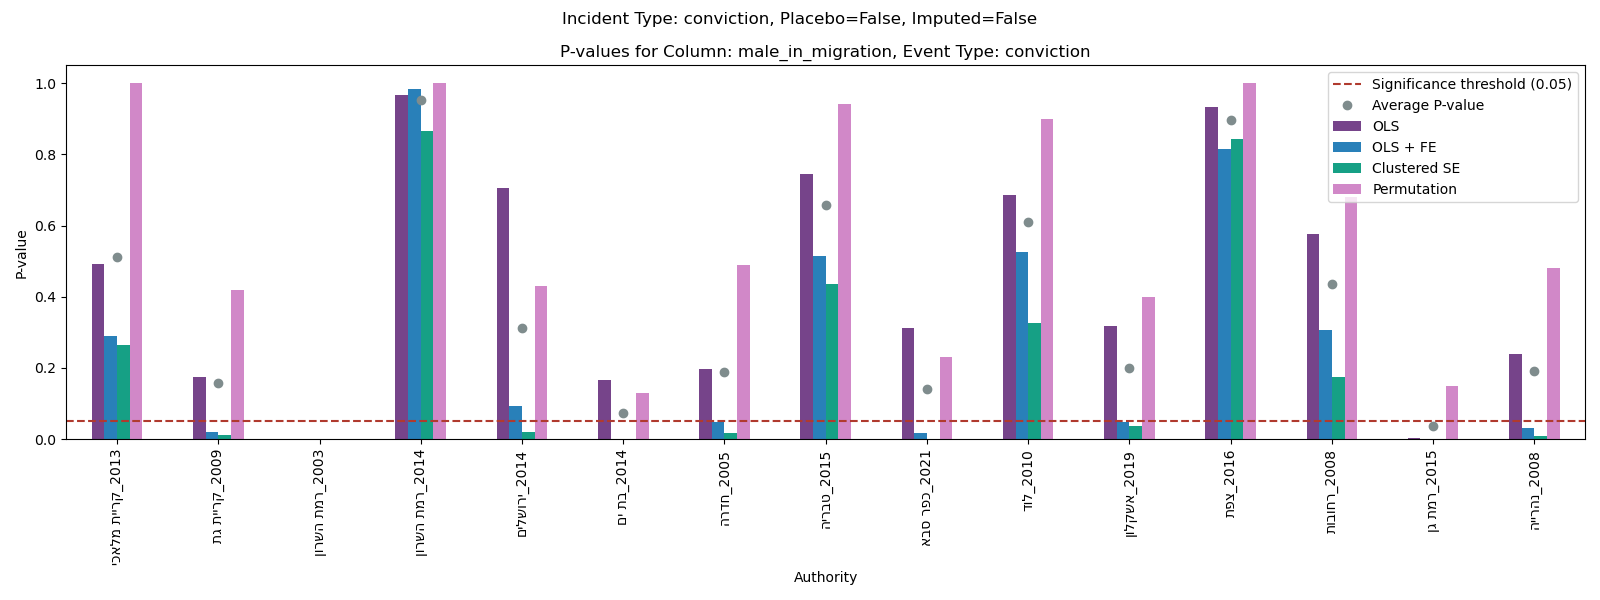 Incident Type: conviction, Placebo=False, Imputed=False
P-values for Column: male_in_migration, Event Type: conviction
Significance threshold (0.05)
Average P-value
OLS
OLS + FE
Clustered SE
Permutation
P-value
1.0
0.8
0.6
0.4
0.2
0.0
קריית מלאכי_2013
קריית גת_2009
רמת השרון_2003
רמת השרון_2014
ירושלים_2014
בת ים_2014
חדרה_2005
טבריה_2015
כפר סבא_2021
לוד_2010
אשקלון_2019
צפת_2016
רחובות_2008
רמת גן_2015
נהרייה_2008
Authority